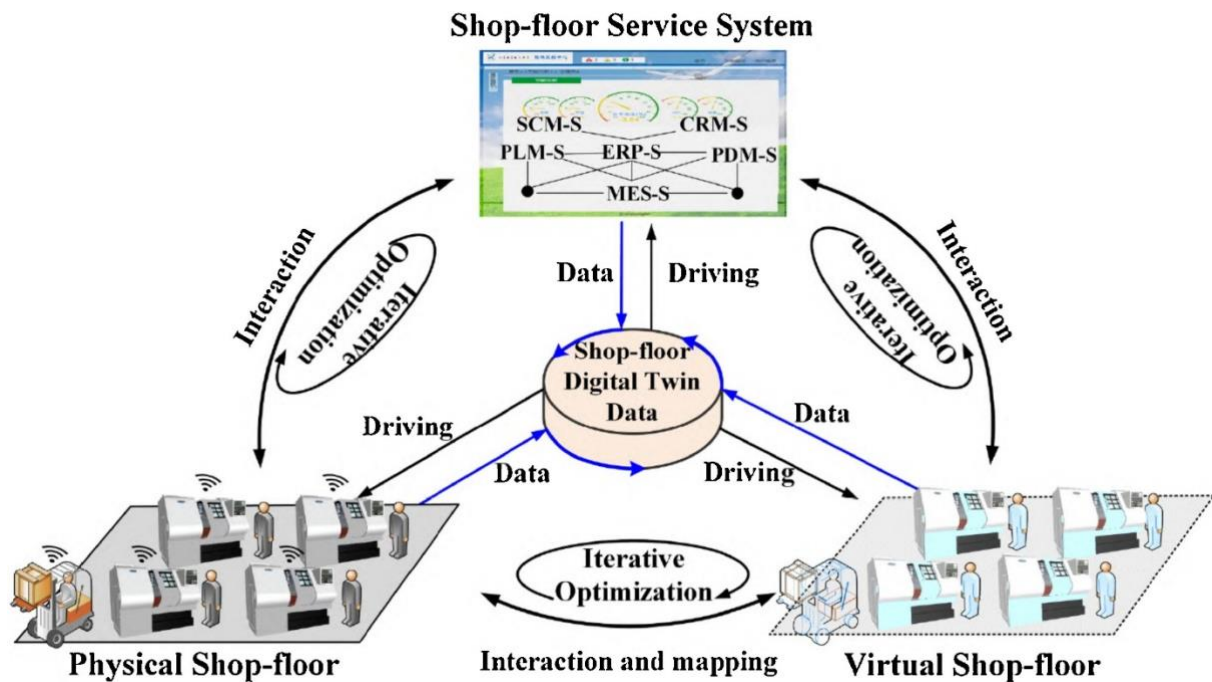 Shop-floor Service System
SCM-S
CRM-S
PLM-S
ERP-S
PDM-S
MES-S
Interaction
Iterative
Optimization
Data
Driving
Iterative
Optimization
Interaction
Shop-floor
Digital Twin
Data
Driving
Data
Data
Driving
Iterative
Optimization
Physical Shop-floor
Interaction and mapping
Virtual Shop-floor